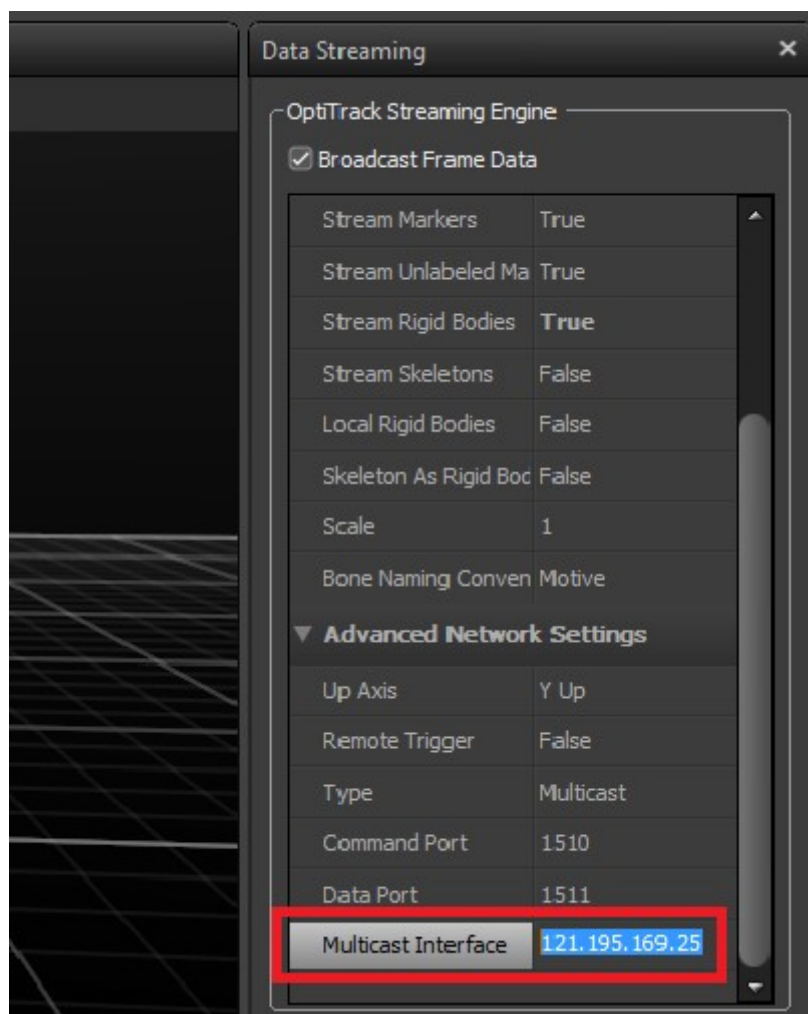 Data Streaming
OptiTrack Streaming Engine
Broadcast Frame Data
Stream Markers True
Stream Unlabeled Ma True
Stream Rigid Bodies True
Stream Skeletons False
Local Rigid Bodies False
Skeleton As Rigid Bod False
Scale 1
Bone Naming Conven Motive
Advanced Network Settings
Up Axis Y Up
Remote Trigger False
Type Multicast
Command Port 1510
Data Port 1511
Multicast Interface 121.195.169.25